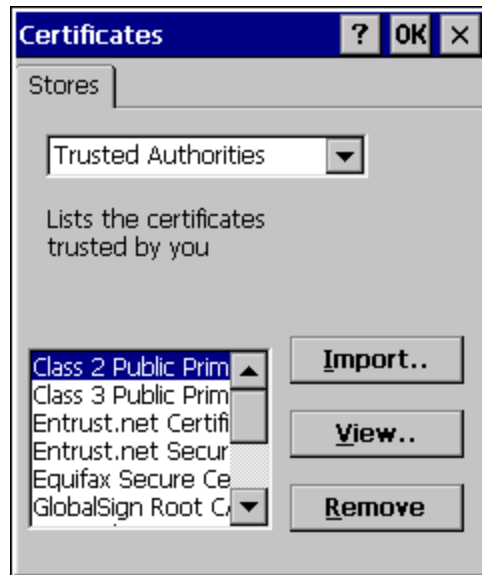 Certificates ? OK ×
Stores
Trusted Authorities
Lists the certificates
trusted by you
Class 2 Public Prim
Class 3 Public Prim
Entrust.net Certifi
Entrust.net Secur
Equifax Secure Ce
GlobalSign Root CA
Import..
View..
Remove